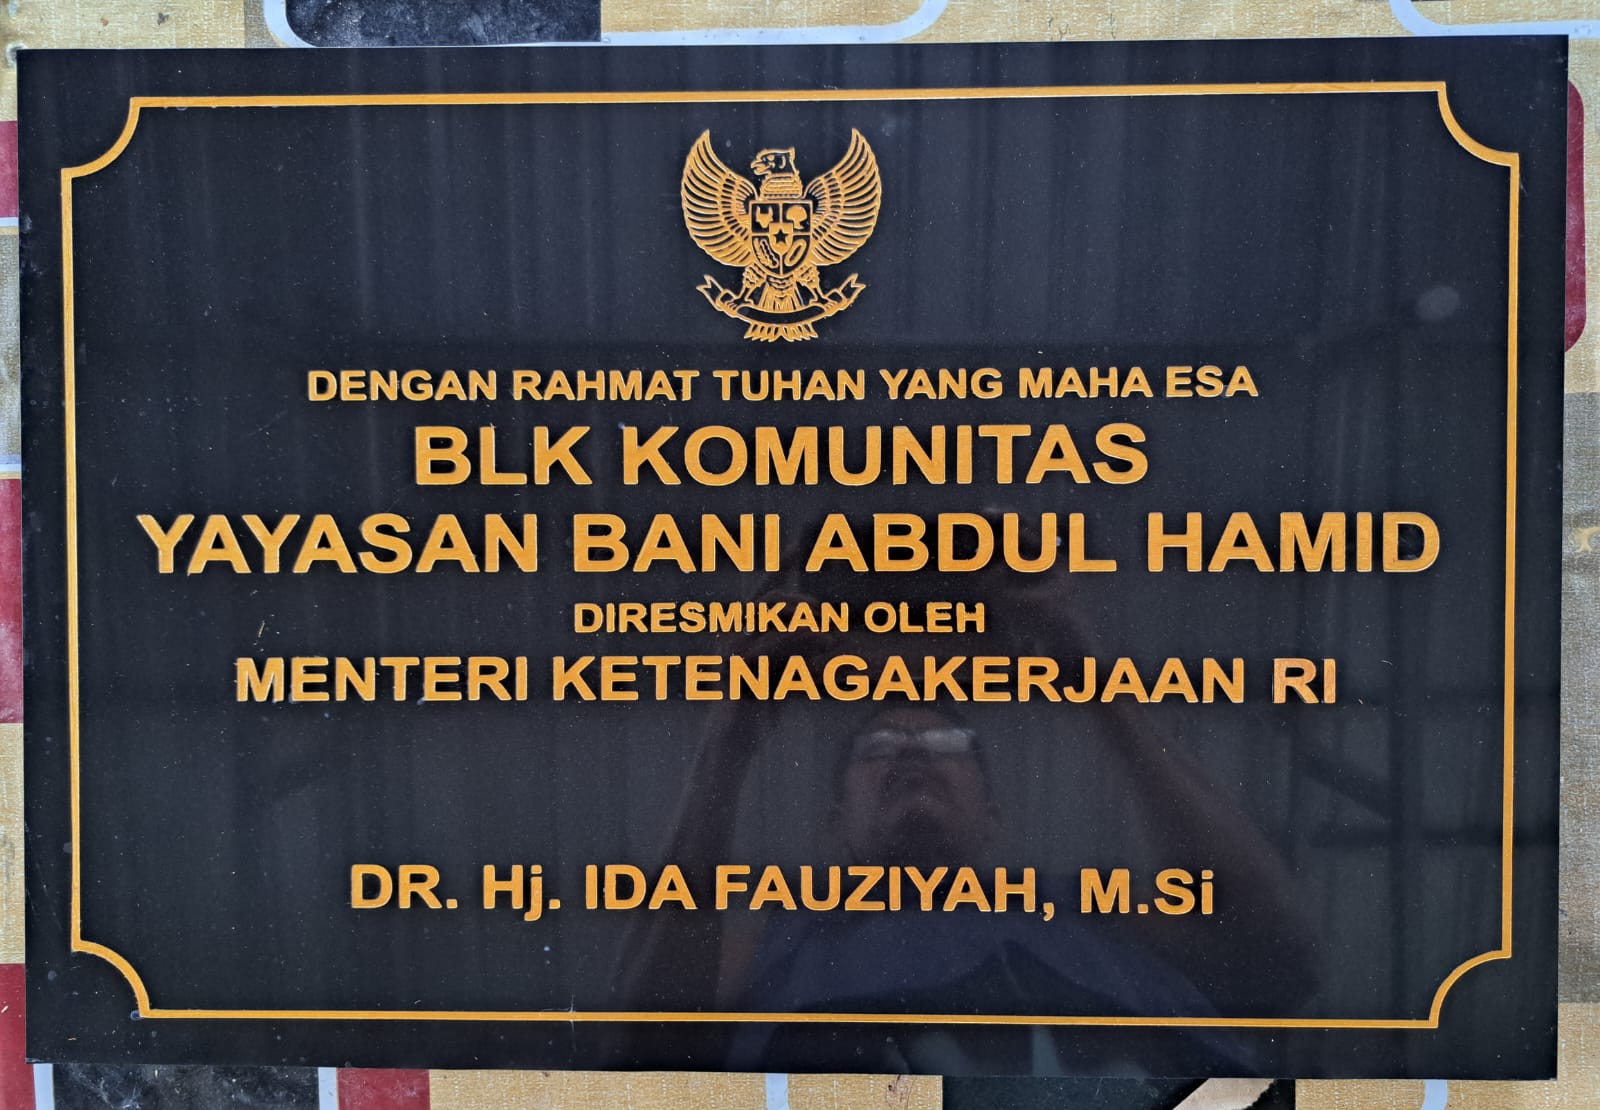 DENGAN RAHMAT TUHAN YANG MAHA ESA
BLK KOMUNITAS
YAYASAN BANI ABDUL HAMID
DIRESMIKAN OLEH
MENTERI KETENAGAKERJAAN RI
DR. Hj. IDA FAUZIYAH, M.Si